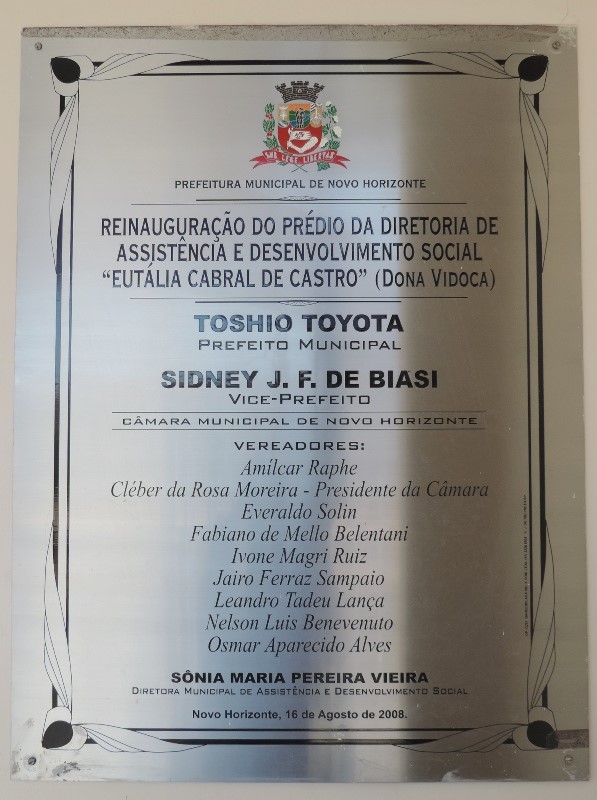 SUB LEGE LIBERTAS
PREFEITURA MUNICIPAL DE NOVO HORIZONTE
REINAUGURAÇÃO DO PRÉDIO DA DIRETORIA DE
ASSISTÊNCIA E DESENVOLVIMENTO SOCIAL
“EUTÁLIA CABRAL DE CASTRO” (DONA VIDOCA)
TOSHIO TOYOTA
PREFEITO MUNICIPAL
SIDNEY J. F. DE BIASI
VICE-PREFEITO
CÂMARA MUNICIPAL DE NOVO HORIZONTE
VEREADORES:
Amílcar Raphe
Cléber da Rosa Moreira - Presidente da Câmara
Everaldo Solin
Fabiano de Mello Belentani
Ivone Magri Ruiz
Jairo Ferraz Sampaio
Leandro Tadeu Lança
Nelson Luis Benevenuto
Osmar Aparecido Alves
SÔNIA MARIA PEREIRA VIEIRA
DIRETORA MUNICIPAL DE ASSISTÊNCIA E DESENVOLVIMENTO SOCIAL
Novo Horizonte, 16 de Agosto de 2008.